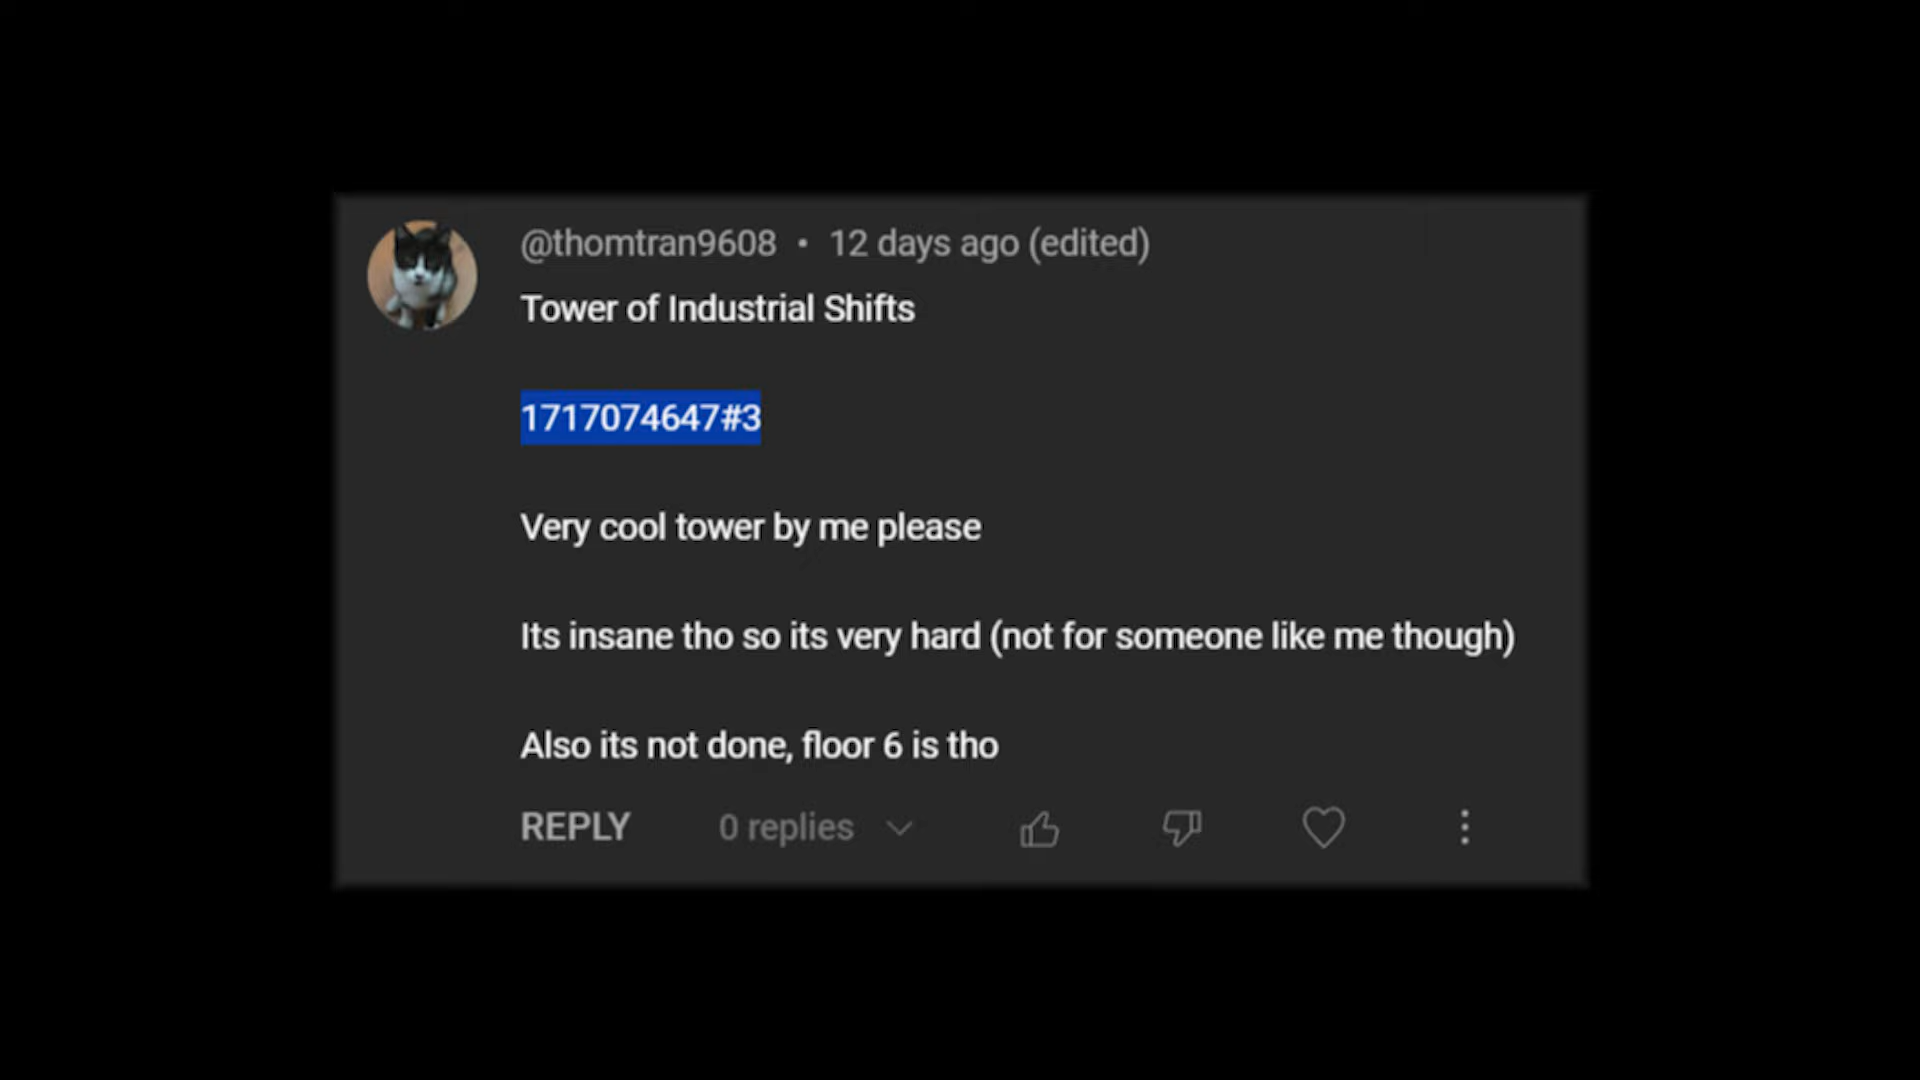 @thomtran9608 • 12 days ago (edited)
Tower of Industrial Shifts
1717074647#3
Very cool tower by me please
Its insane tho so its very hard (not for someone like me though)
Also its not done, floor 6 is tho
REPLY 0 replies